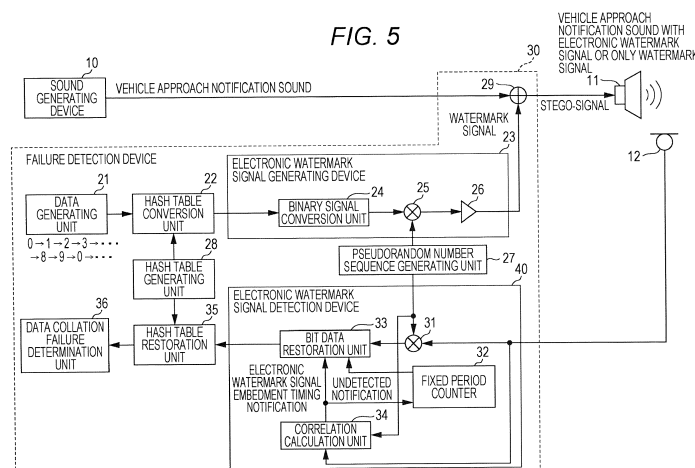 FIG. 5
VEHICLE APPROACH
NOTIFICATION SOUND WITH
ELECTRONIC WATERMARK
SIGNAL OR ONLY WATERMARK
SIGNAL
10
SOUND
GENERATING
DEVICE
VEHICLE APPROACH NOTIFICATION SOUND
30
29
11
STEGO-SIGNAL
WATERMARK
SIGNAL
12
FAILURE DETECTION DEVICE
23
ELECTRONIC WATERMARK
SIGNAL GENERATING DEVICE
21
DATA
GENERATING
UNIT
22
HASH TABLE
CONVERSION
UNIT
24
BINARY SIGNAL
CONVERSION UNIT
25
26
0→1→2→3→····
→8→9→0→···
28
HASH TABLE
GENERATING
UNIT
PSEUDORANDOM NUMBER
SEQUENCE GENERATING UNIT
27
40
ELECTRONIC WATERMARK
SIGNAL DETECTION DEVICE
36
DATA COLLATION
FAILURE
DETERMINATION
UNIT
35
HASH TABLE
RESTORATION
UNIT
33
BIT DATA
RESTORATION UNIT
31
32
FIXED PERIOD
COUNTER
ELECTRONIC
WATERMARK SIGNAL
EMBEDMENT TIMING
NOTIFICATION
UNDETECTED
NOTIFICATION
34
CORRELATION
CALCULATION UNIT